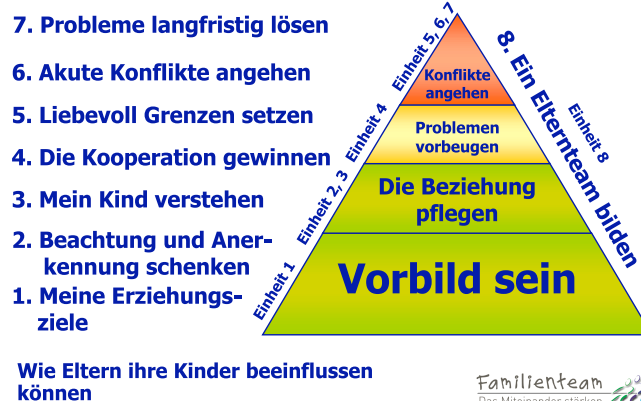 7. Probleme langfristig lösen
6. Akute Konflikte angehen
5. Liebevoll Grenzen setzen
4. Die Kooperation gewinnen
3. Mein Kind verstehen
2. Beachtung und Aner-
kennung schenken
1. Meine Erziehungs-
ziele
Einheit 5, 6, 7
Einheit 4
Einheit 2, 3
Einheit 1
Konflikte
angehen
Problemen
vorbeugen
Die Beziehung
pflegen
Vorbild sein
8. Ein Elternteam bilden
Einheit 8
Wie Eltern ihre Kinder beeinflussen
können
Familienteam
Das Miteinander stärken